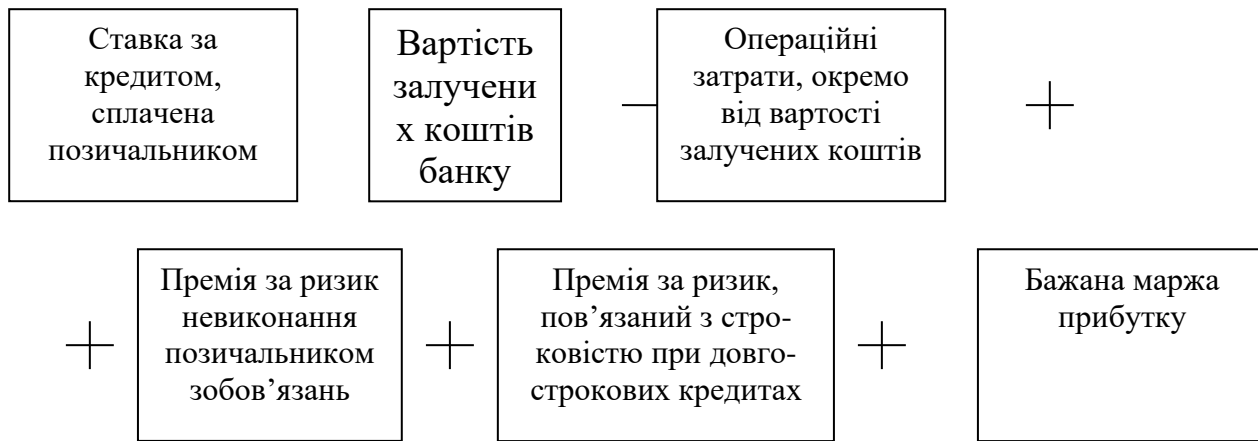 Ставка за
кредитом,
сплачена
позичальником
Вартість
залучени
х коштів
банку
Операційні
затрати, окремо
від вартості
залучених коштів
Премія за ризик
невиконання
позичальником
зобов’язань
Премія за ризик,
пов’язаний з стро-
ковістю при довго-
строкових кредитах
Бажана маржа
прибутку